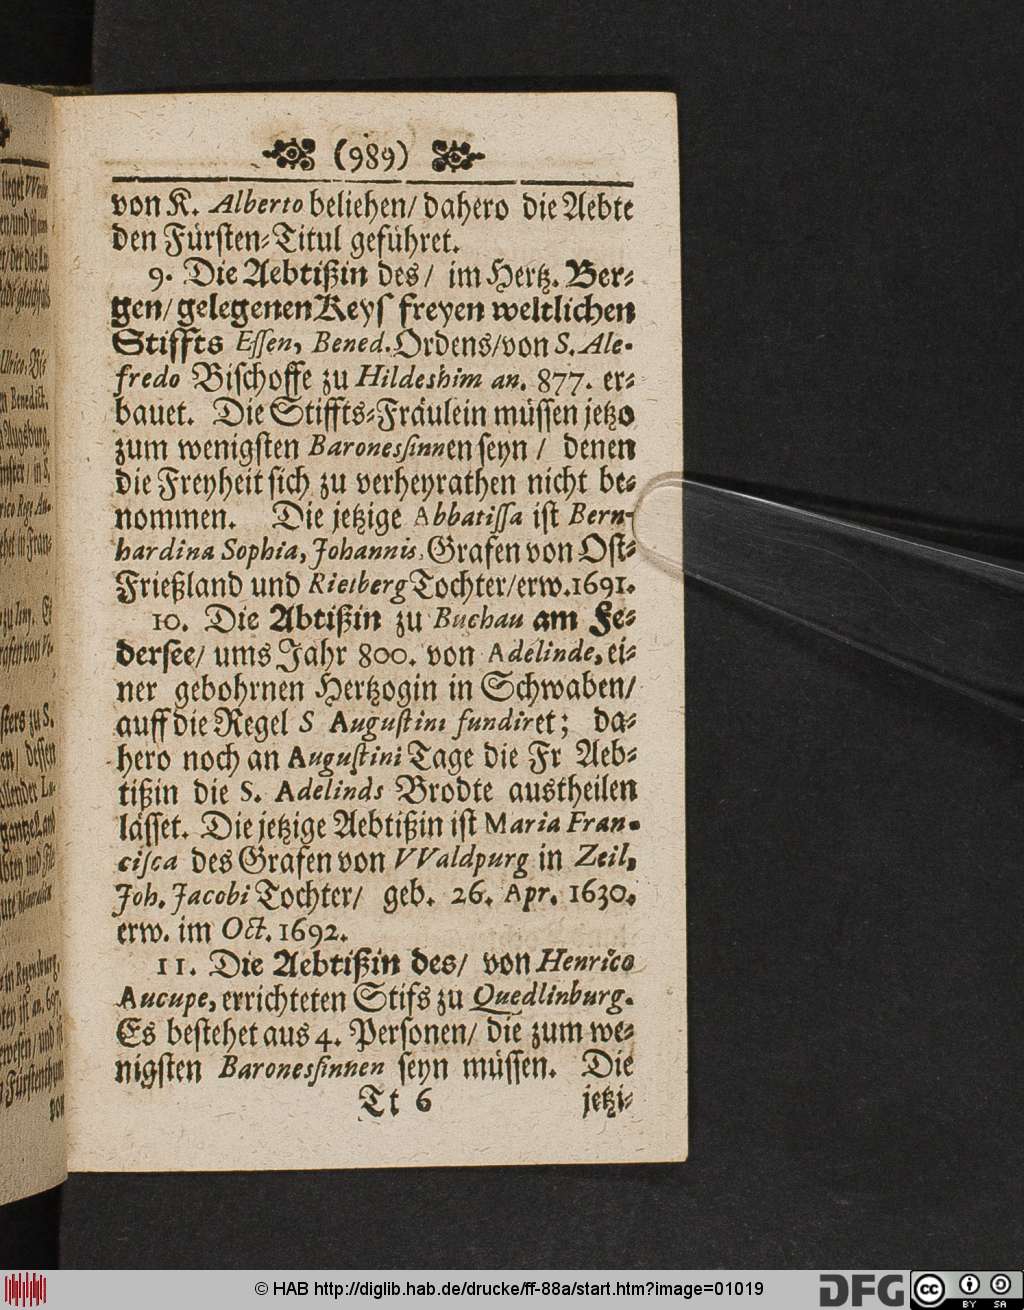 (989)
von K. Alberto beliehen/ dahero die Aebte
den Fürsten-Titul geführet.
9. Die Aebtißin des/ im Hertz. Ber-
gen/ gelegenen Keys freyen weltlichen
Stiffts Essen, Bened. Ordens/ von S. Ale-
fredo Bischoffe zu Hildeshim an. 877. er-
bauet. Die Stiffts-Fräulein müssen jetzo
zum wenigsten Baronessinnen seyn / denen
die Freyheit sich zu verheyrathen nicht be-
nommen. Die jetzige Abbatissa ist Bern-
hardina Sophia, Johannis, Grafen von Ost-
Frießland und Rietberg Tochter/ erw. 1691.
10. Die Abtißin zu Buchau am Fe-
dersee/ ums Jahr 800. von Adelinde, ei-
ner gebohrnen Hertzogin in Schwaben/
auff die Regel S Augustini fundiret; da-
hero noch an Augustini Tage die Fr Aeb-
tißin die S. Adelinds Brodte austheilen
lässet. Die jetzige Aebtißin ist Maria Fran-
cisca des Grafen von VValdpurg in Zeil,
Joh. Jacobi Tochter/ geb. 26. Apr. 1630.
erw. im Oct. 1692.
11. Die Aebtißin des/ von Henrico
Aucupe, errichteten Stifs zu Quedlinburg.
Es bestehet aus 4. Personen/ die zum we-
nigsten Baronessinnen seyn müssen. Die
Tt 6 jetzi-
© HAB http://diglib.hab.de/drucke/ff-88a/start.htm?image=01019
DFG
cc BY SA